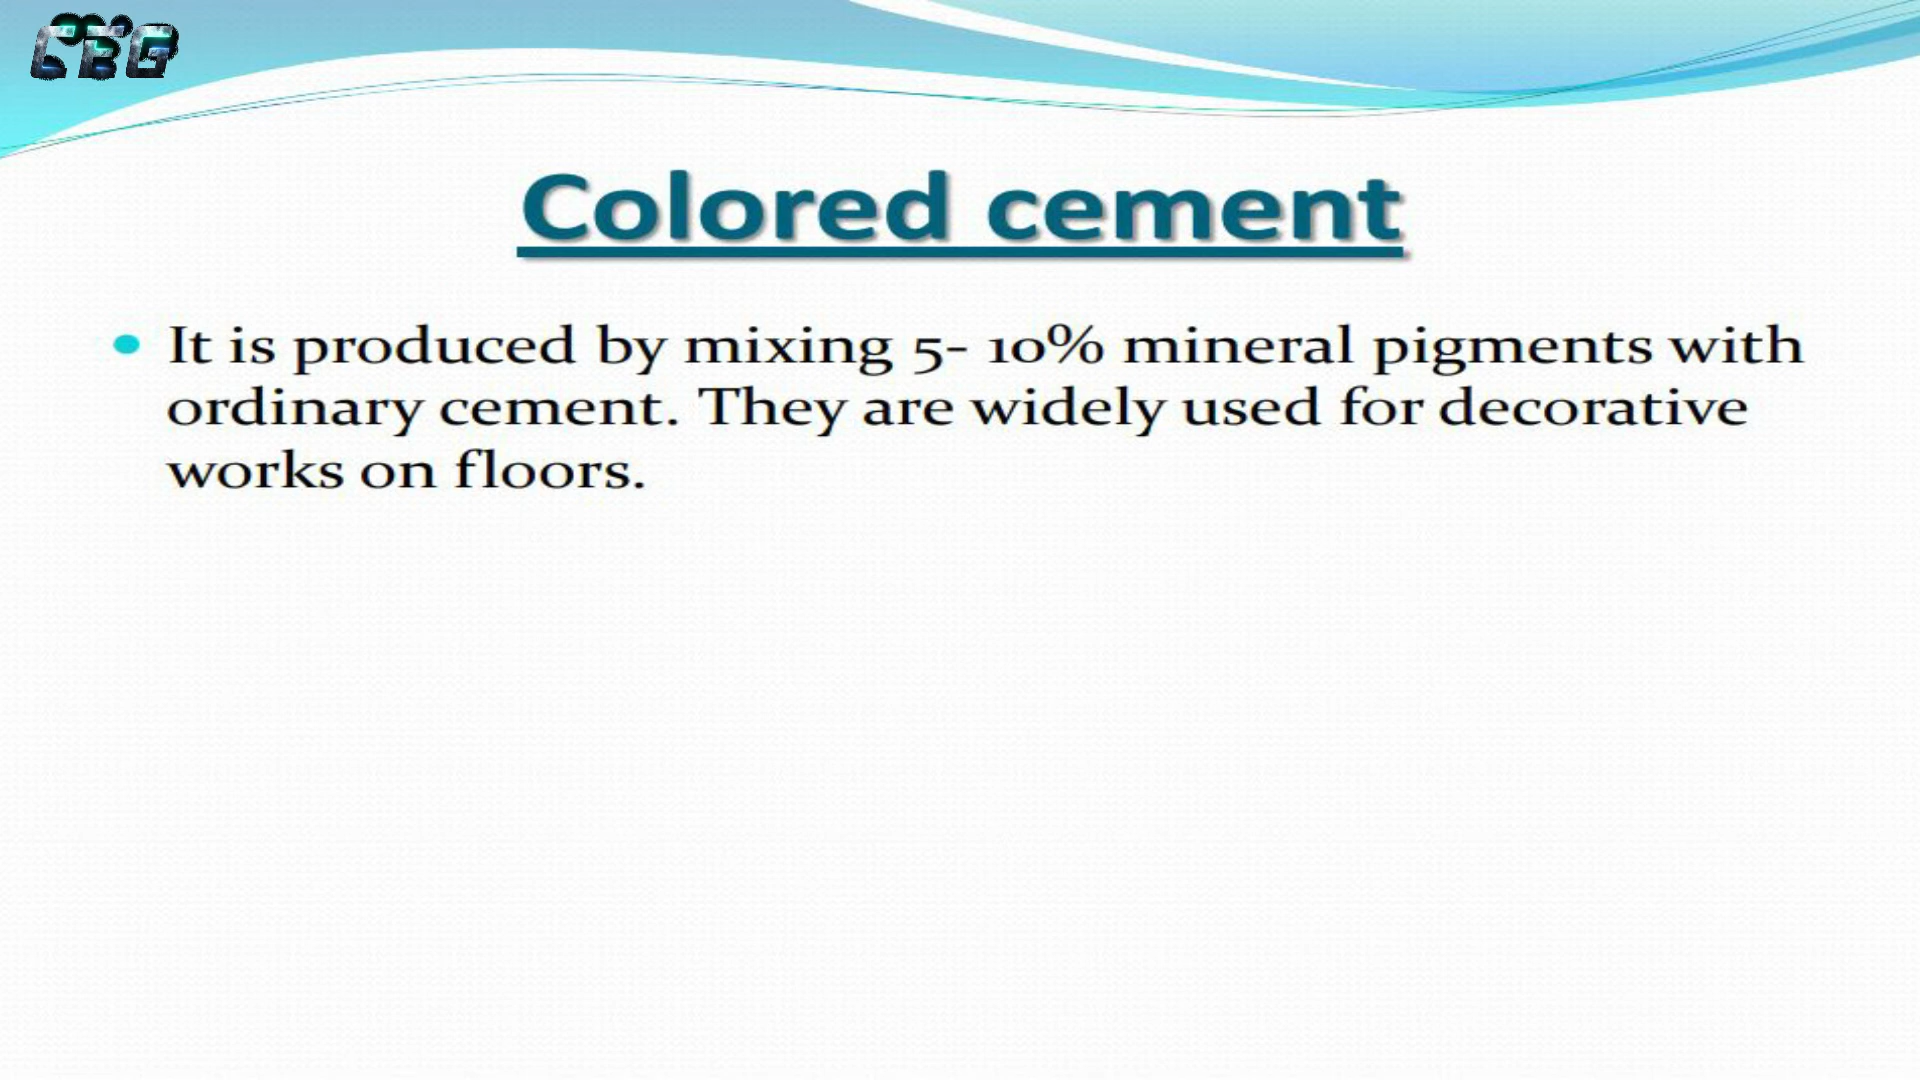 CEG
Colored cement
• It is produced by mixing 5- 10% mineral pigments with
ordinary cement. They are widely used for decorative
works on floors.